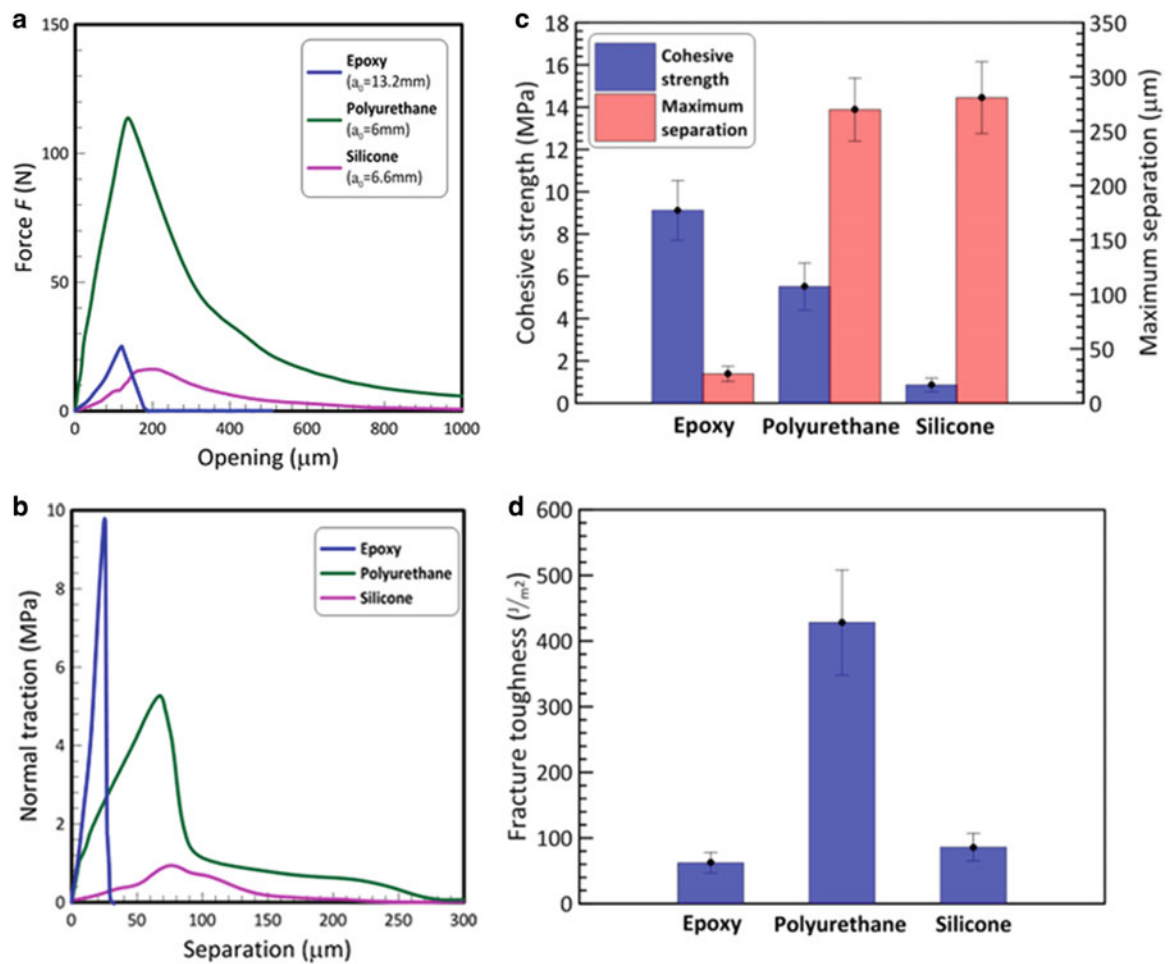 a
150
100
50
0
Force F (N)
Epoxy
(a₀=13.2mm)
Polyurethane
(a₀=6mm)
Silicone
(a₀=6.6mm)
0 200 400 600 800 1000
Opening (μm)
c
18
16
14
12
10
8
6
4
2
0
Cohesive strength (MPa)
Cohesive
strength
Maximum
separation
350
300
250
200
150
100
50
0
Maximum separation (μm)
Epoxy Polyurethane Silicone
b
10
8
6
4
2
0
Normal traction (MPa)
Epoxy
Polyurethane
Silicone
0 50 100 150 200 250 300
Separation (μm)
d
600
500
400
300
200
100
0
Fracture toughness (J/m²)
Epoxy Polyurethane Silicone